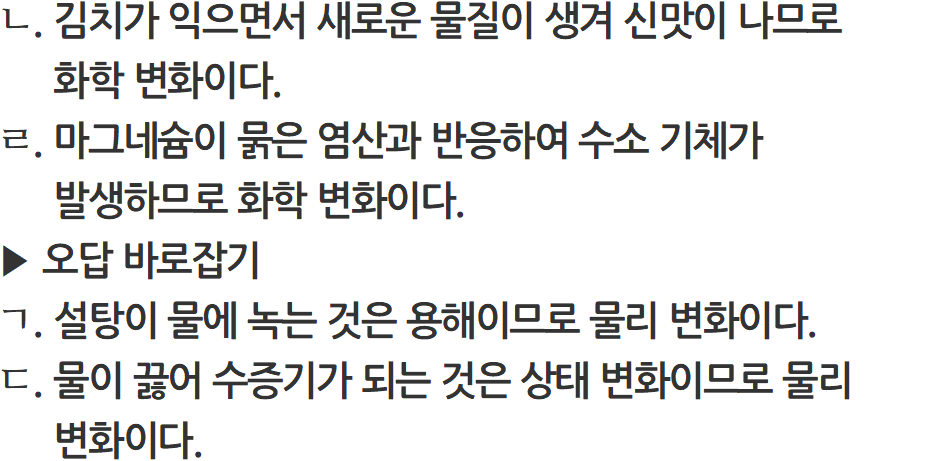 ㄴ. 김치가 익으면서 새로운 물질이 생겨 신맛이 나므로
화학 변화이다.
ㄹ. 마그네슘이 묽은 염산과 반응하여 수소 기체가
발생하므로 화학 변화이다.
▶ 오답 바로잡기
ㄱ. 설탕이 물에 녹는 것은 용해이므로 물리 변화이다.
ㄷ. 물이 끓어 수증기가 되는 것은 상태 변화이므로 물리
변화이다.